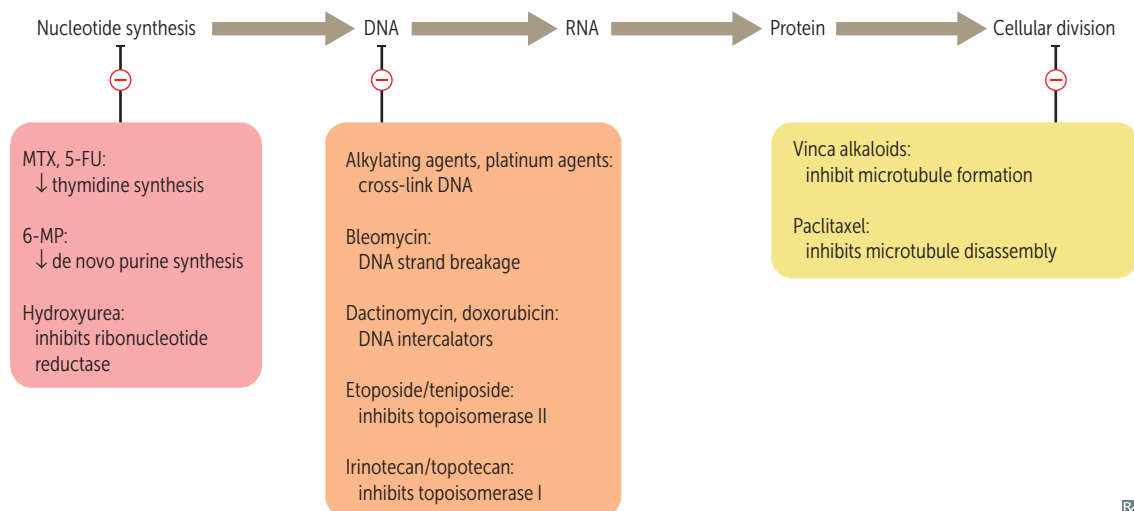 Nucleotide synthesis
DNA
RNA
Protein
Cellular division
MTX, 5-FU:
↓ thymidine synthesis
6-MP:
↓ de novo purine synthesis
Hydroxyurea:
inhibits ribonucleotide
reductase
Alkylating agents, platinum agents:
cross-link DNA
Bleomycin:
DNA strand breakage
Dactinomycin, doxorubicin:
DNA intercalators
Etoposide/teniposide:
inhibits topoisomerase II
Irinotecan/topotecan:
inhibits topoisomerase I
Vinca alkaloids:
inhibit microtubule formation
Paclitaxel:
inhibits microtubule disassembly